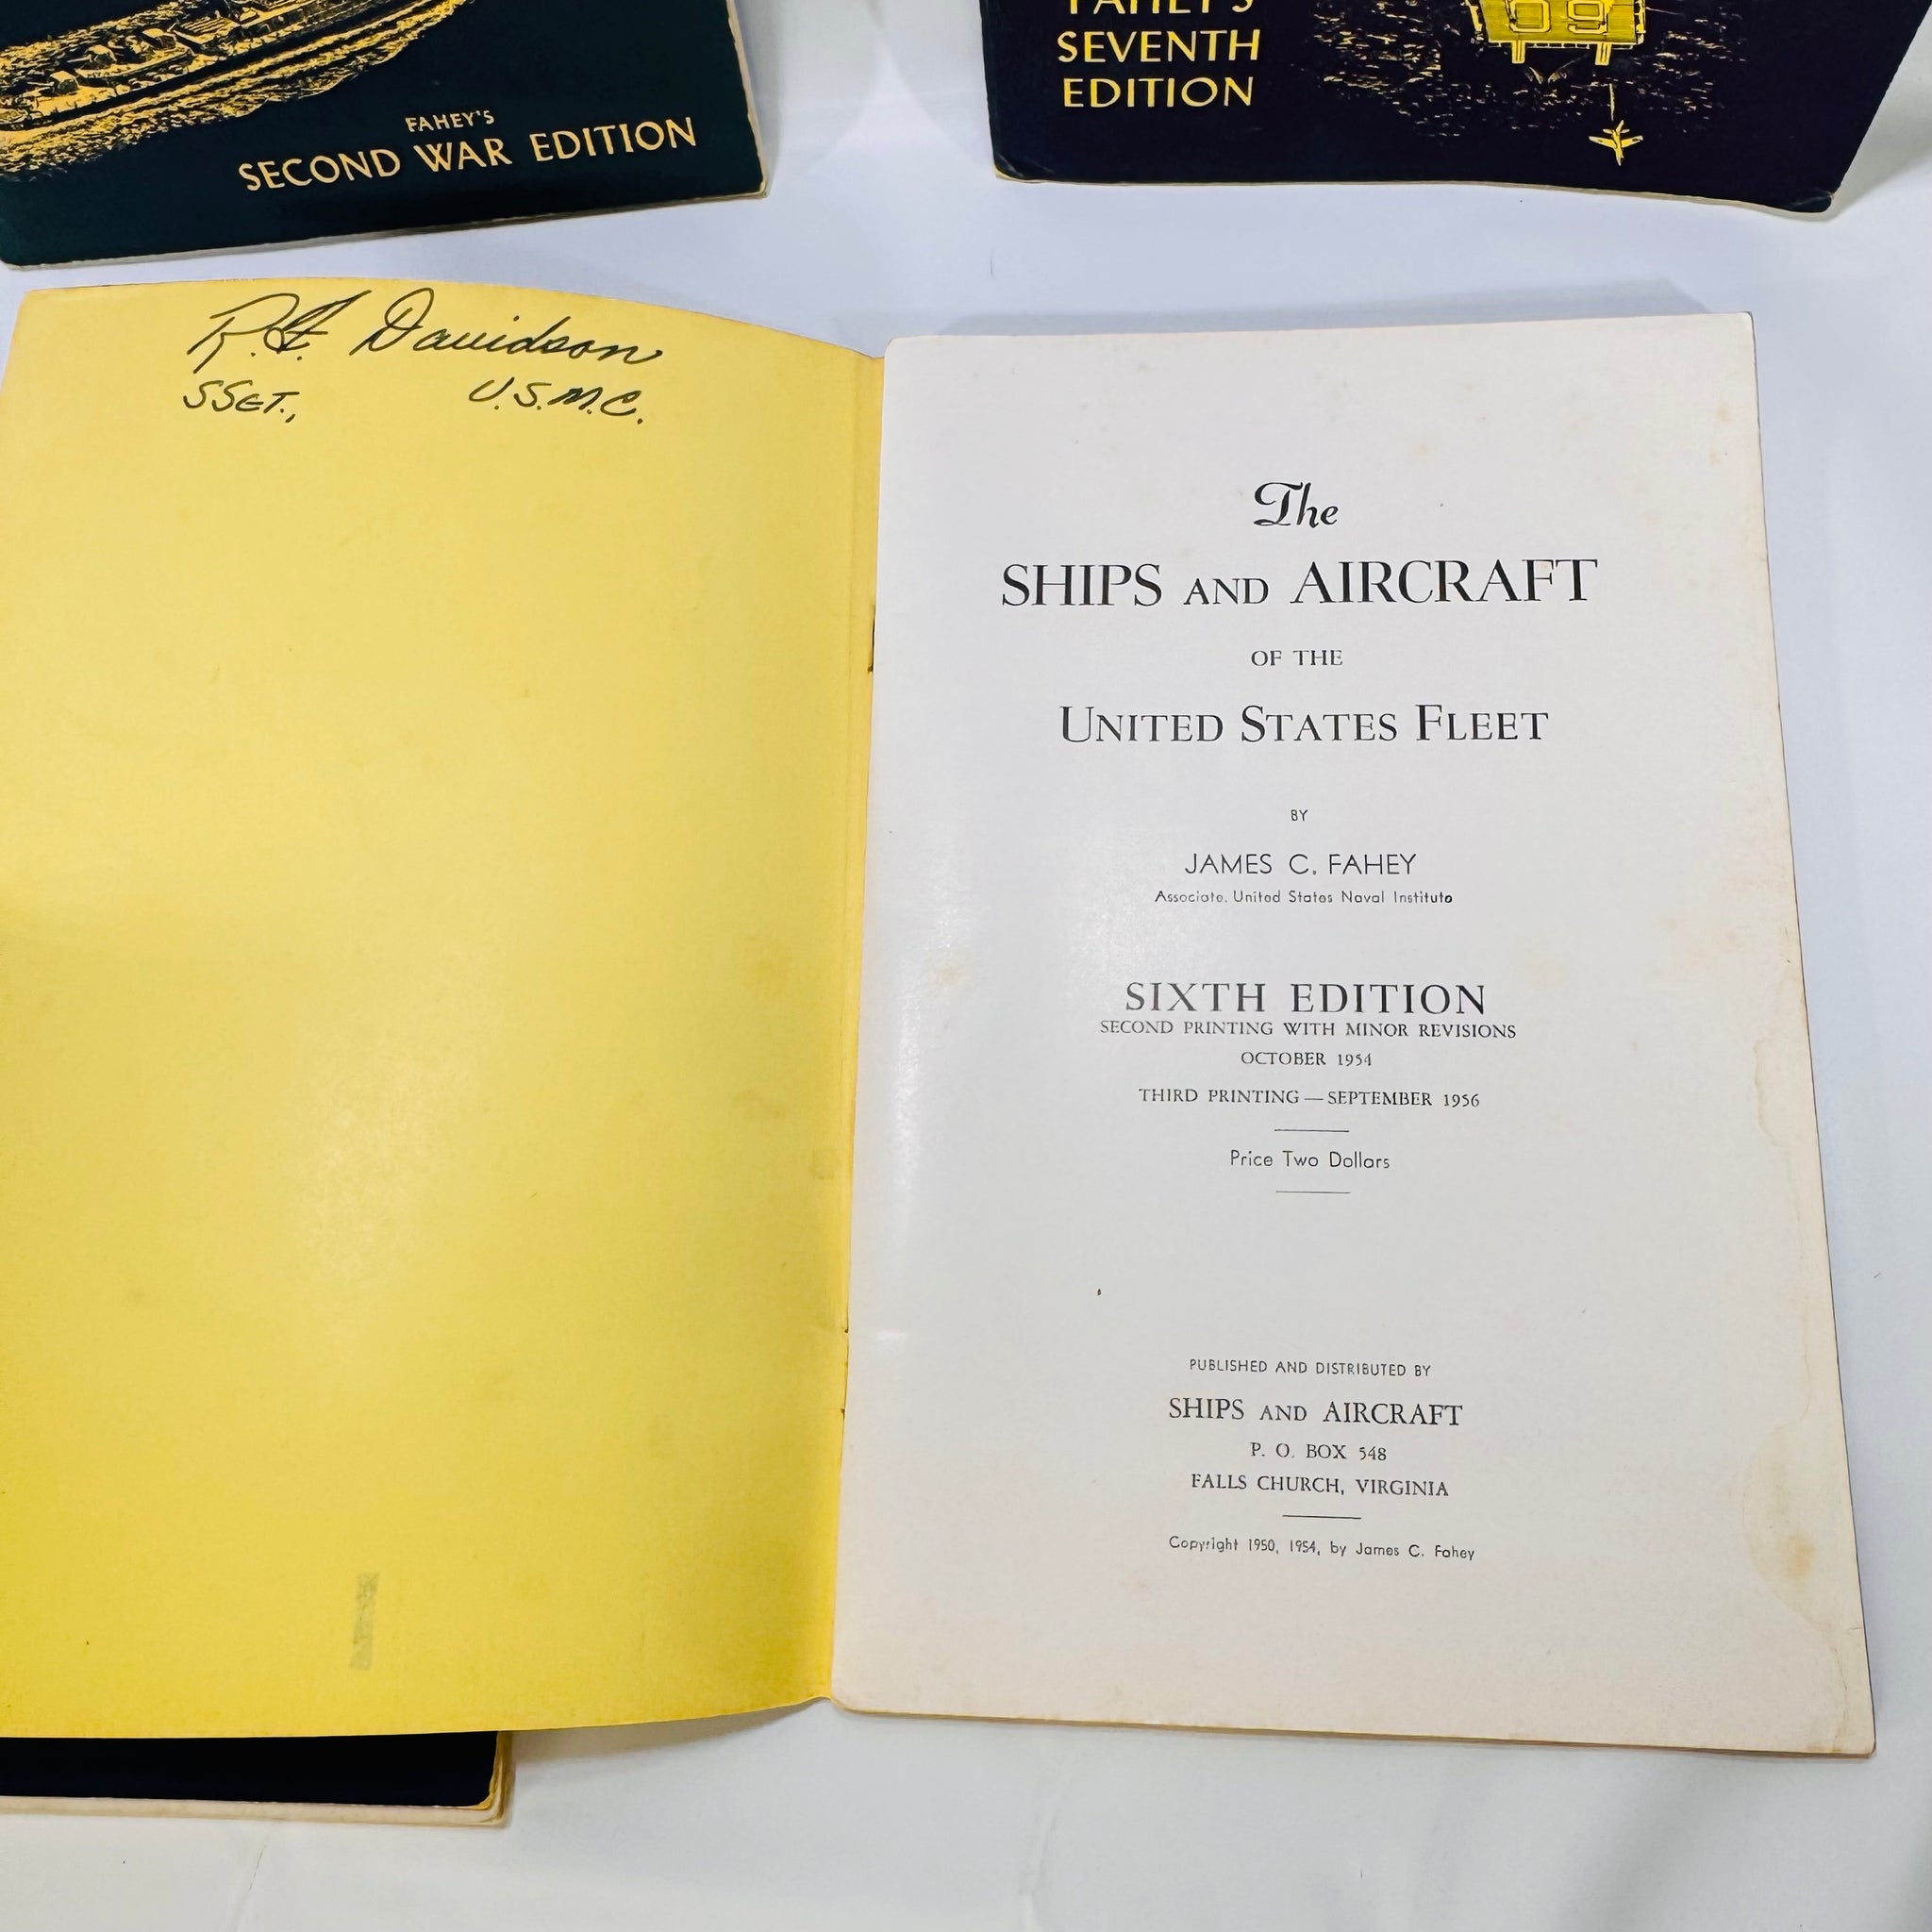 FAHEY'S
SECOND WAR EDITION
FAHEY'S
SEVENTH
EDITION
09
R.F. Davidson
SSGT., U.S.M.C.
The
SHIPS AND AIRCRAFT
OF THE
UNITED STATES FLEET
BY
JAMES C. FAHEY
Associate, United States Naval Institute
SIXTH EDITION
SECOND PRINTING WITH MINOR REVISIONS
OCTOBER 1954
THIRD PRINTING — SEPTEMBER 1956
Price Two Dollars
PUBLISHED AND DISTRIBUTED BY
SHIPS AND AIRCRAFT
P. O. BOX 548
FALLS CHURCH, VIRGINIA
Copyright 1950, 1954, by James C. Fahey